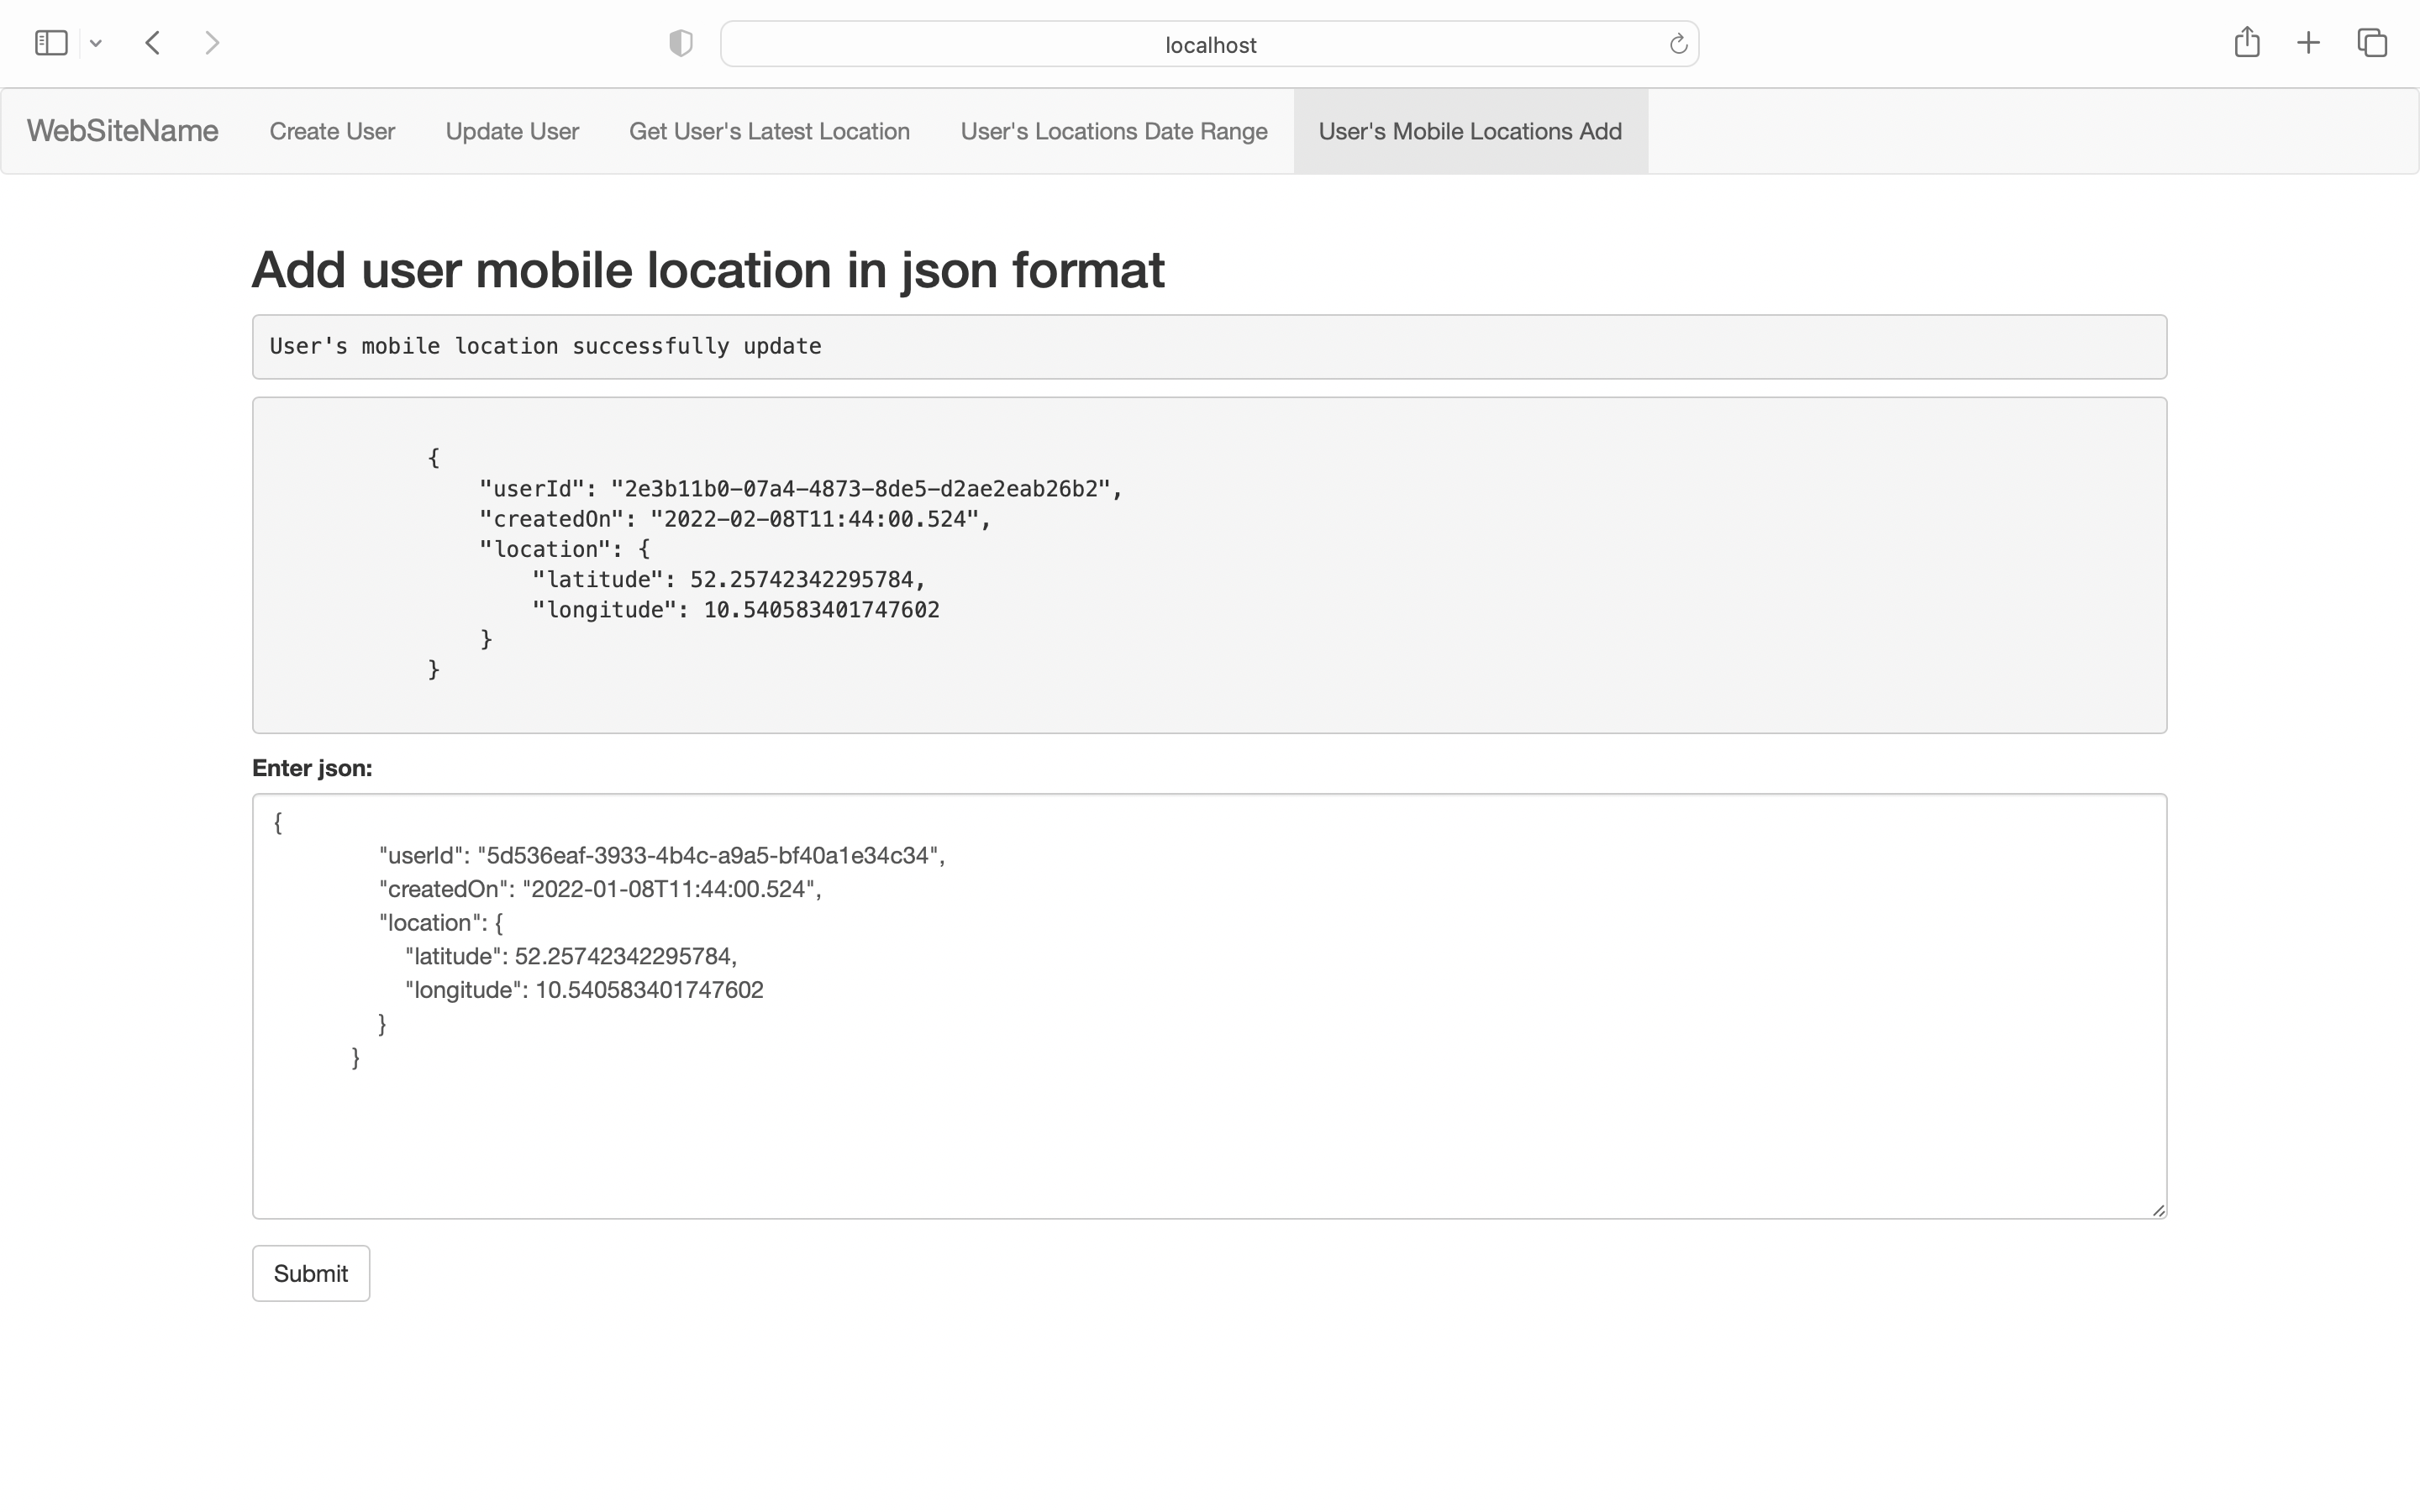 localhost
WebSiteName Create User Update User Get User's Latest Location User's Locations Date Range User's Mobile Locations Add
Add user mobile location in json format
User's mobile location successfully update
{
"userId": "2e3b11b0-07a4-4873-8de5-d2ae2eab26b2",
"createdOn": "2022-02-08T11:44:00.524",
"location": {
"latitude": 52.25742342295784,
"longitude": 10.540583401747602
}
}
Enter json:
{
"userId": "5d536eaf-3933-4b4c-a9a5-bf40a1e34c34",
"createdOn": "2022-01-08T11:44:00.524",
"location": {
"latitude": 52.25742342295784,
"longitude": 10.540583401747602
}
}
Submit